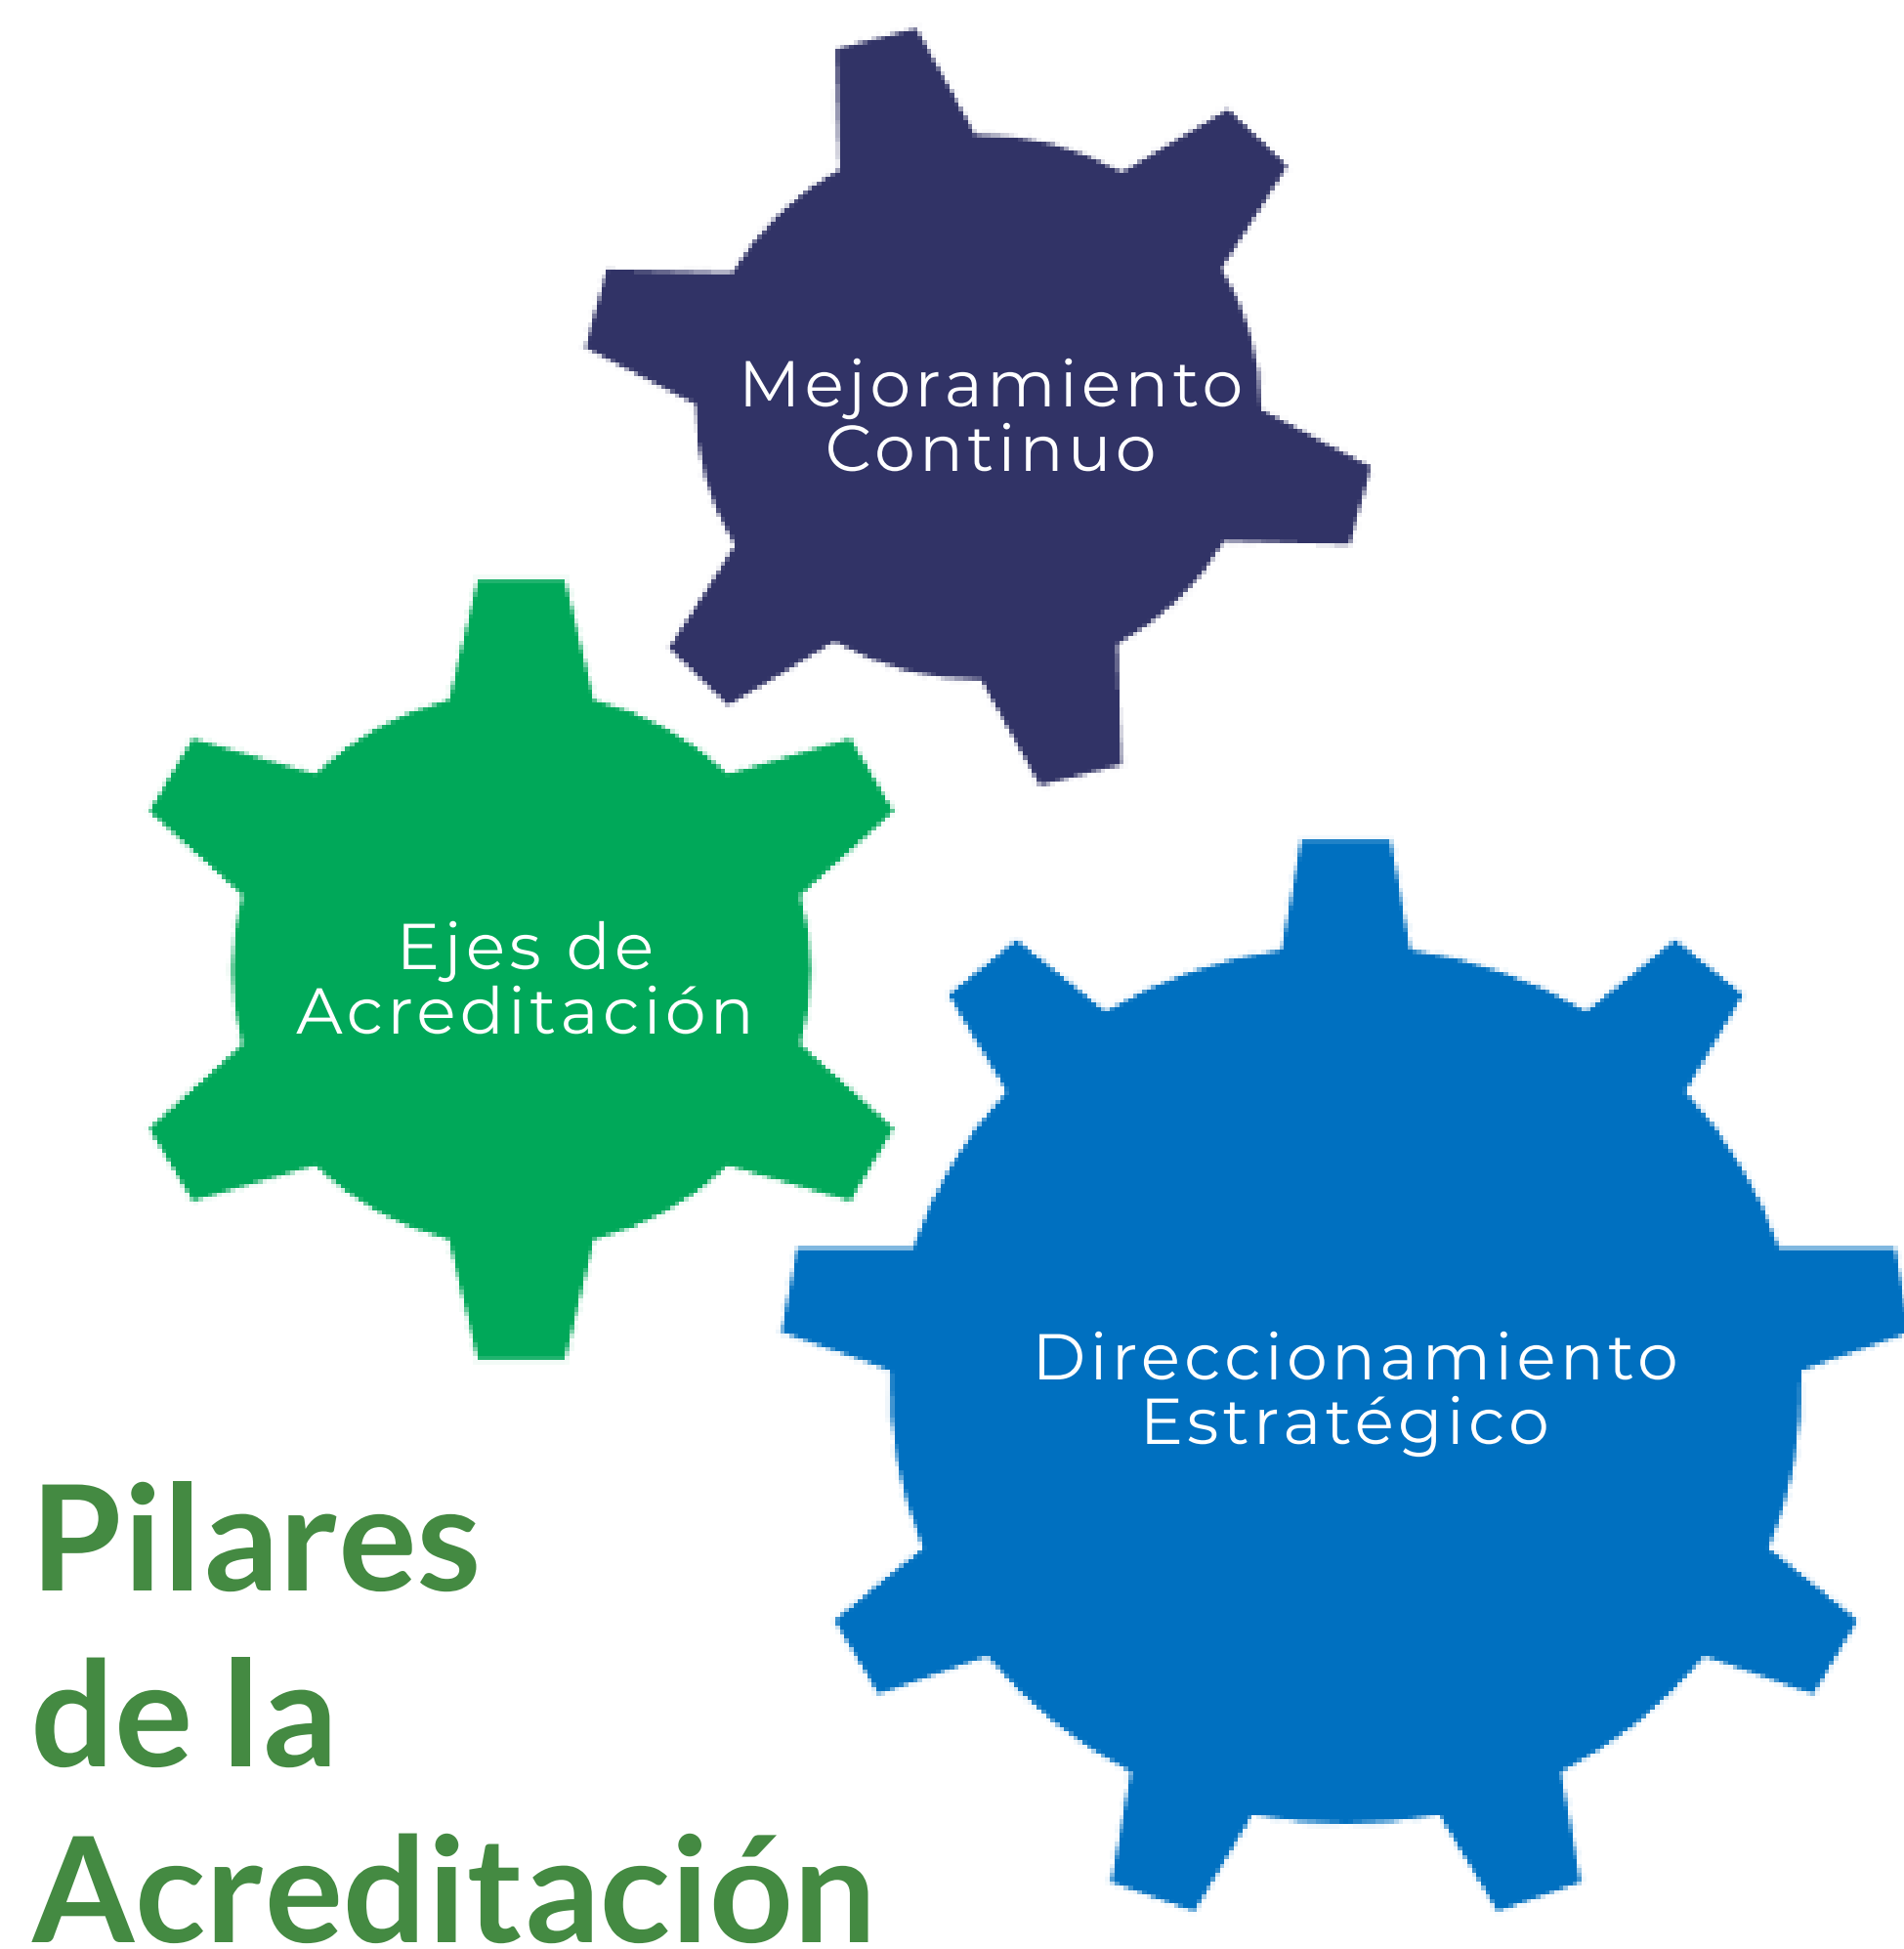 Mejoramiento
Continuo
Ejes de
Acreditación
Direccionamiento
Estratégico
Pilares
de la
Acreditación